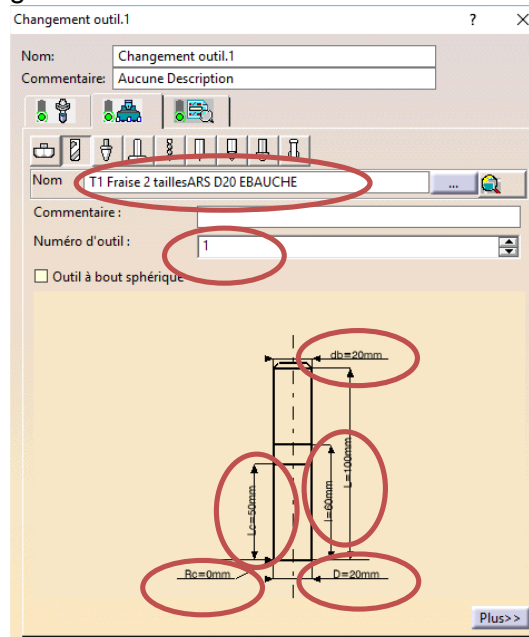 Changement outil.1 ? X
Nom: Changement outil.1
Commentaire: Aucune Description
Nom T1 Fraise 2 taillesARS D20 EBAUCHE ...
Commentaire :
Numéro d'outil : 1
Outil à bout sphérique
db=20mm
L=100mm
l=60mm
Lc=50mm
Rc=0mm
D=20mm
Plus>>